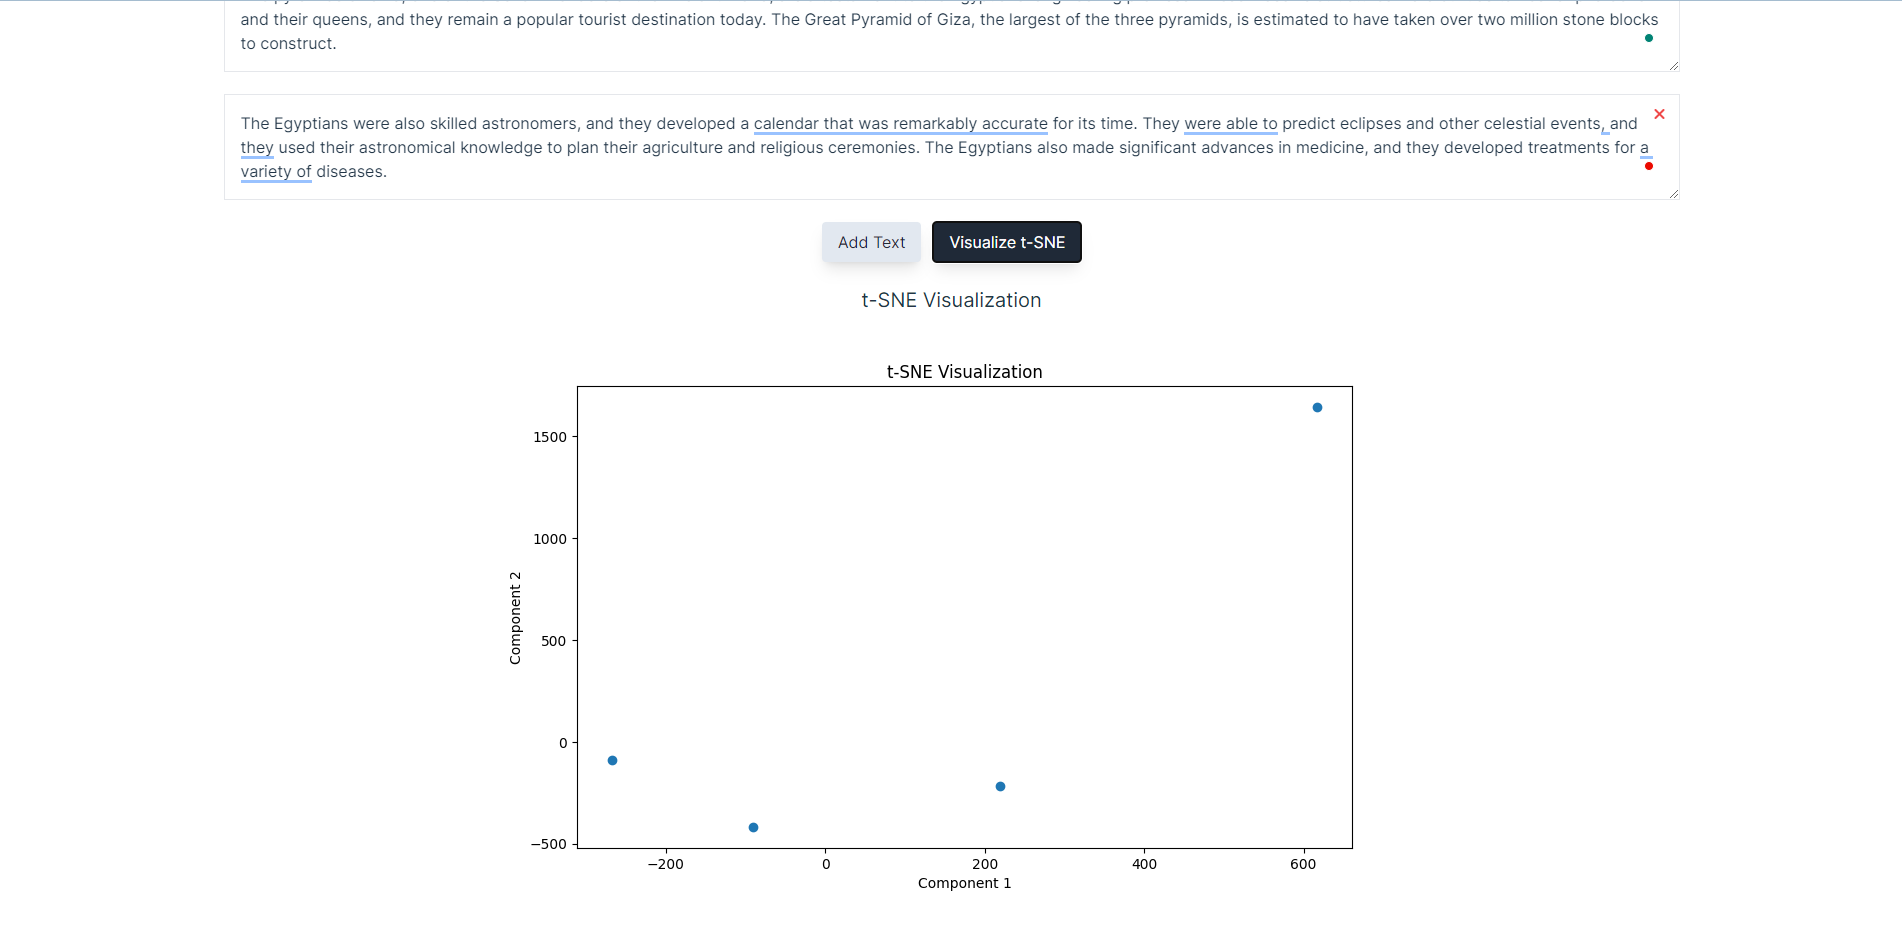 and their queens, and they remain a popular tourist destination today. The Great Pyramid of Giza, the largest of the three pyramids, is estimated to have taken over two million stone blocks
to construct.
The Egyptians were also skilled astronomers, and they developed a calendar that was remarkably accurate for its time. They were able to predict eclipses and other celestial events, and
they used their astronomical knowledge to plan their agriculture and religious ceremonies. The Egyptians also made significant advances in medicine, and they developed treatments for a
variety of diseases.
Add Text
Visualize t-SNE
t-SNE Visualization
t-SNE Visualization
1500
1000
500
0
−500
Component 2
−200
0
200
400
600
Component 1